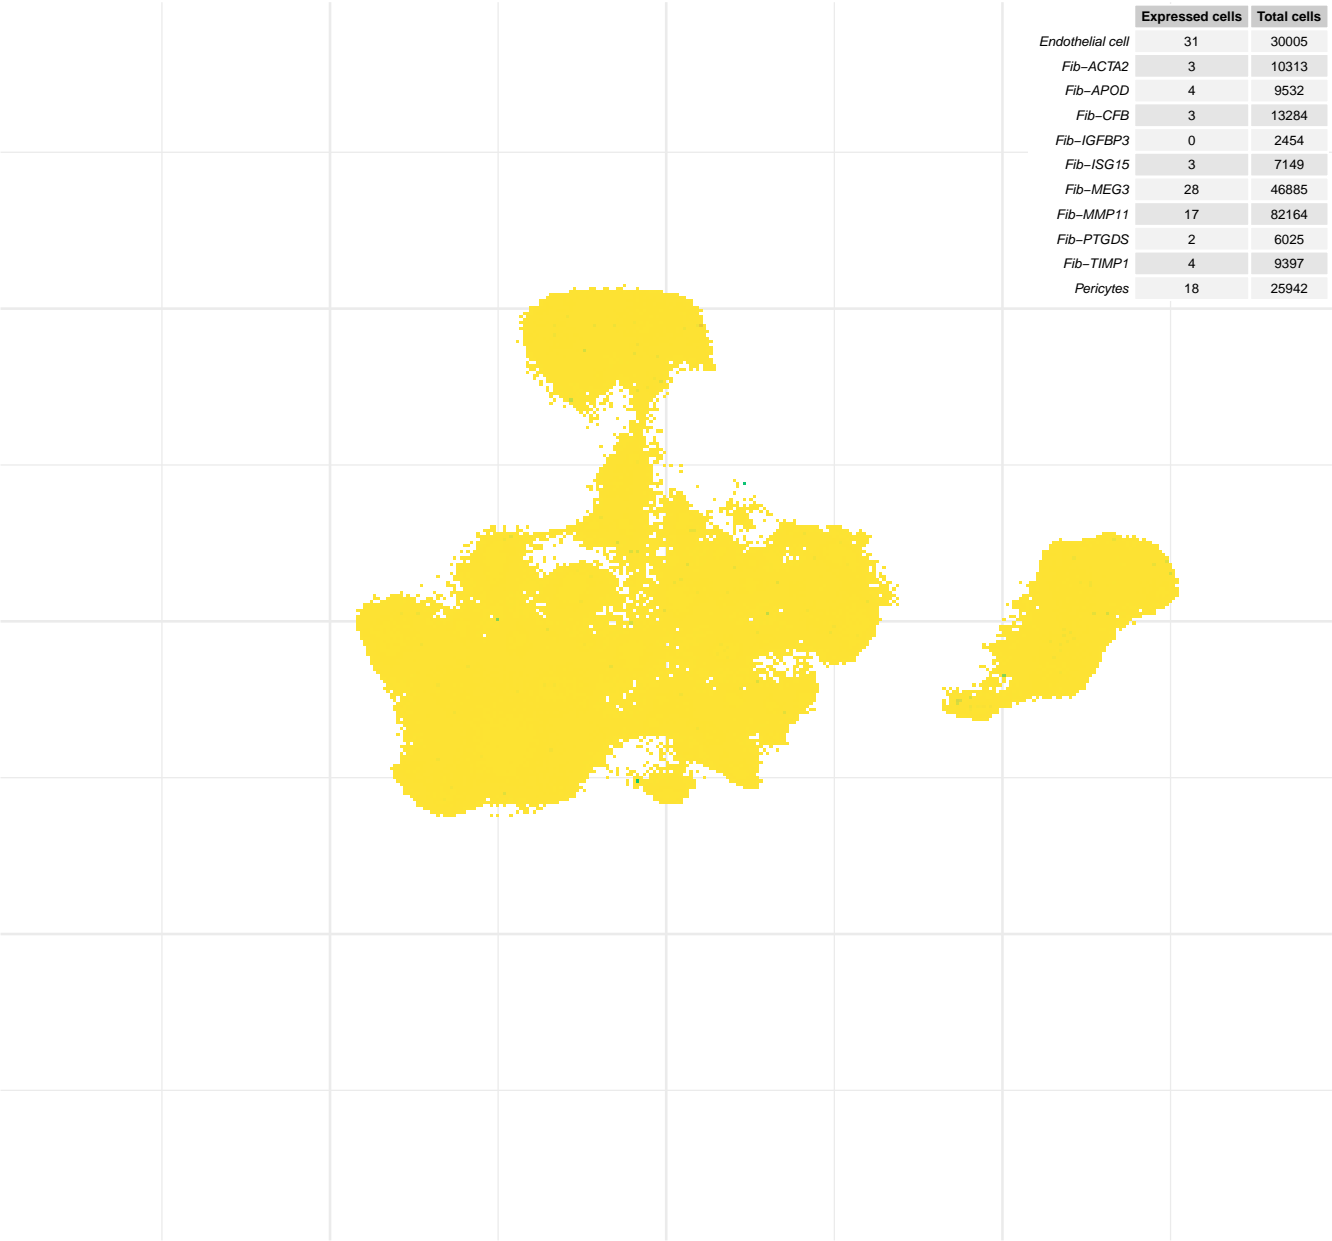 Expressed cells Total cells
Endothelial cell 31 30005
Fib−ACTA2 3 10313
Fib−APOD 4 9532
Fib−CFB 3 13284
Fib−IGFBP3 0 2454
Fib−ISG15 3 7149
Fib−MEG3 28 46885
Fib−MMP11 17 82164
Fib−PTGDS 2 6025
Fib−TIMP1 4 9397
Pericytes 18 25942